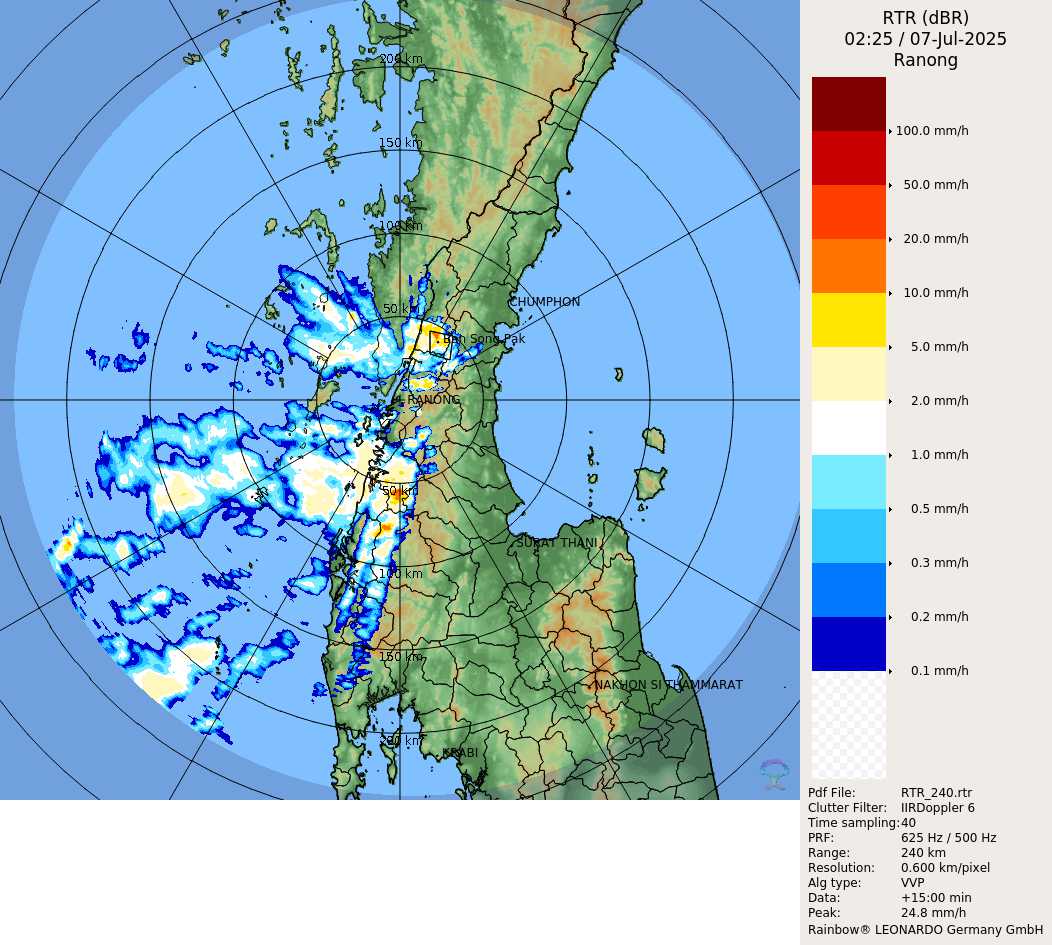 RTR (dBR)
02:25 / 07-Jul-2025
Ranong
100.0 mm/h
50.0 mm/h
20.0 mm/h
10.0 mm/h
5.0 mm/h
2.0 mm/h
1.0 mm/h
0.5 mm/h
0.3 mm/h
0.2 mm/h
0.1 mm/h
200 km
150 km
100 km
50 km
CHUMPHON
Ban Song Pak
RANONG
50 km
SURAT THANI
100 km
150 km
NAKHON SI THAMMARAT
200 km
KRABI
Pdf File: RTR_240.rtr
Clutter Filter: IIRDoppler 6
Time sampling:40
PRF: 625 Hz / 500 Hz
Range: 240 km
Resolution: 0.600 km/pixel
Alg type: VVP
Data: +15:00 min
Peak: 24.8 mm/h
Rainbow® LEONARDO Germany GmbH